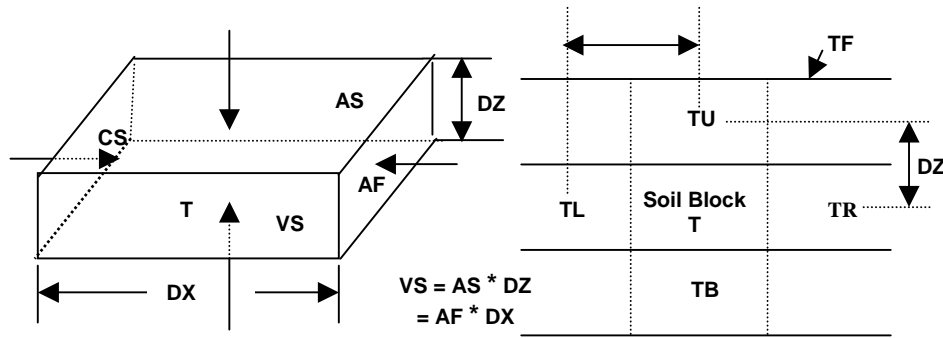 AS
DZ
CS
AF
T
VS
DX
VS = AS * DZ
= AF * DX
TF
TU
DZ
TL
Soil Block
T
TR
TB